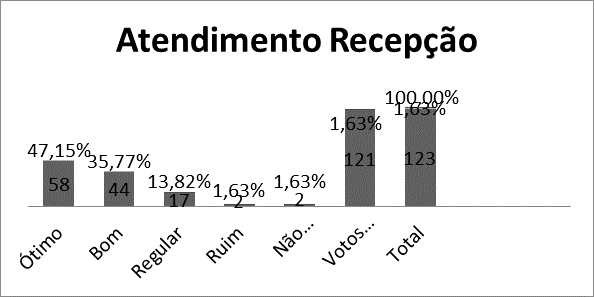 Atendimento Recepção
47,15%
58
35,77%
44
13,82%
17
1,63%
2
1,63%
2
1,63%
121
100,00%
1,63%
123
Ótimo
Bom
Regular
Ruim
Não...
Votos...
Total